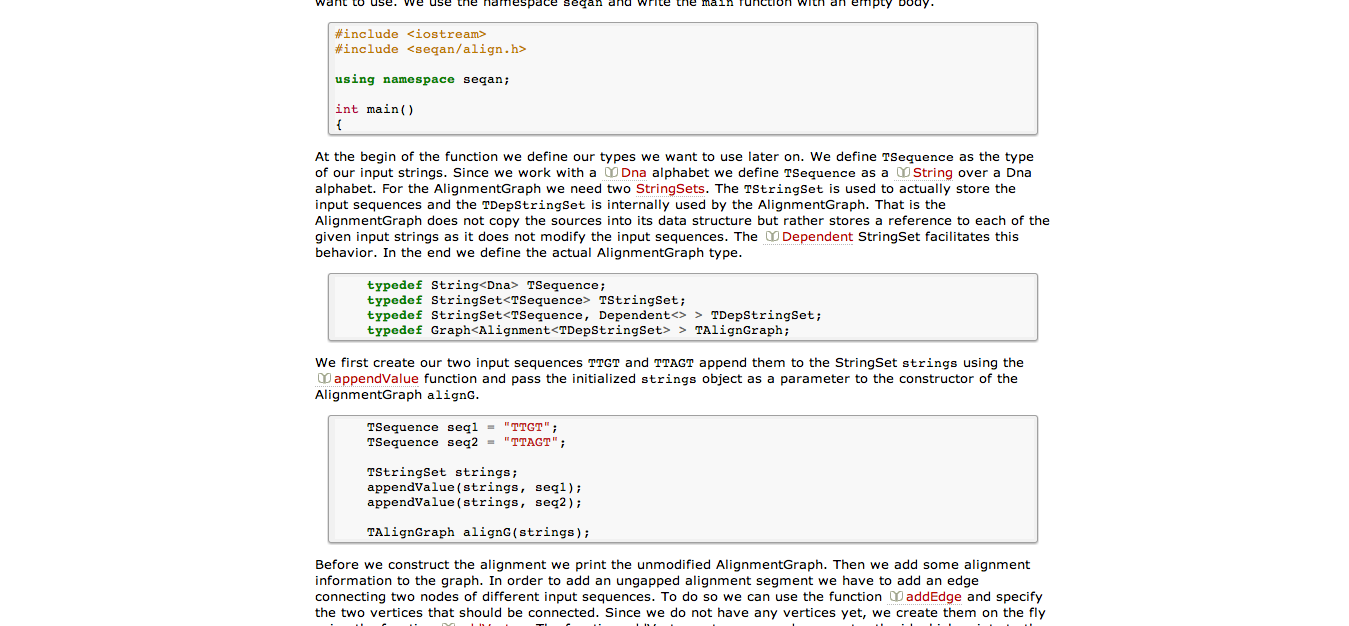 want to use. We use the namespace seqan and write the main function with an empty body.
#include <iostream>
#include <seqan/align.h>
using namespace seqan;
int main()
{
At the begin of the function we define our types we want to use later on. We define TSequence as the type
of our input strings. Since we work with a Dna alphabet we define TSequence as a String over a Dna
alphabet. For the AlignmentGraph we need two StringSets. The TStringSet is used to actually store the
input sequences and the TDepStringSet is internally used by the AlignmentGraph. That is the
AlignmentGraph does not copy the sources into its data structure but rather stores a reference to each of the
given input strings as it does not modify the input sequences. The Dependent StringSet facilitates this
behavior. In the end we define the actual AlignmentGraph type.
typedef String<Dna> TSequence;
typedef StringSet<TSequence> TStringSet;
typedef StringSet<TSequence, Dependent<> > TDepStringSet;
typedef Graph<Alignment<TDepStringSet> > TAlignGraph;
We first create our two input sequences TTGT and TTAGT append them to the StringSet strings using the
appendValue function and pass the initialized strings object as a parameter to the constructor of the
AlignmentGraph alignG.
TSequence seq1 = "TTGT";
TSequence seq2 = "TTAGT";
TStringSet strings;
appendValue(strings, seq1);
appendValue(strings, seq2);
TAlignGraph alignG(strings);
Before we construct the alignment we print the unmodified AlignmentGraph. Then we add some alignment
information to the graph. In order to add an ungapped alignment segment we have to add an edge
connecting two nodes of different input sequences. To do so we can use the function addEdge and specify
the two vertices that should be connected. Since we do not have any vertices yet, we create them on the fly